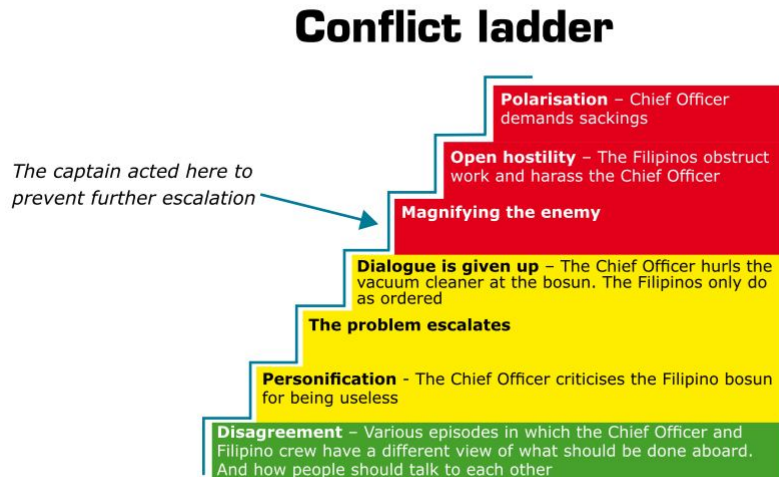 Conflict ladder
Polarisation – Chief Officer
demands sackings
The captain acted here to
prevent further escalation
Open hostility – The Filipinos obstruct
work and harass the Chief Officer
Magnifying the enemy
Dialogue is given up – The Chief Officer hurls the
vacuum cleaner at the bosun. The Filipinos only do
as ordered
The problem escalates
Personification - The Chief Officer criticises the Filipino bosun
for being useless
Disagreement – Various episodes in which the Chief Officer and
Filipino crew have a different view of what should be done aboard.
And how people should talk to each other